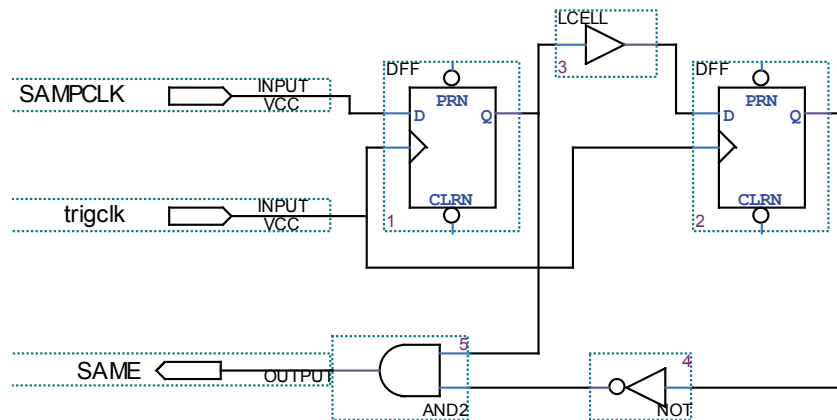 LCELL
3
DFF
PRN
D
Q
CLRN
1
DFF
PRN
D
Q
CLRN
2
SAMPCLK
INPUT
VCC
trigclk
INPUT
VCC
SAME
OUTPUT
5
AND2
4
NOT